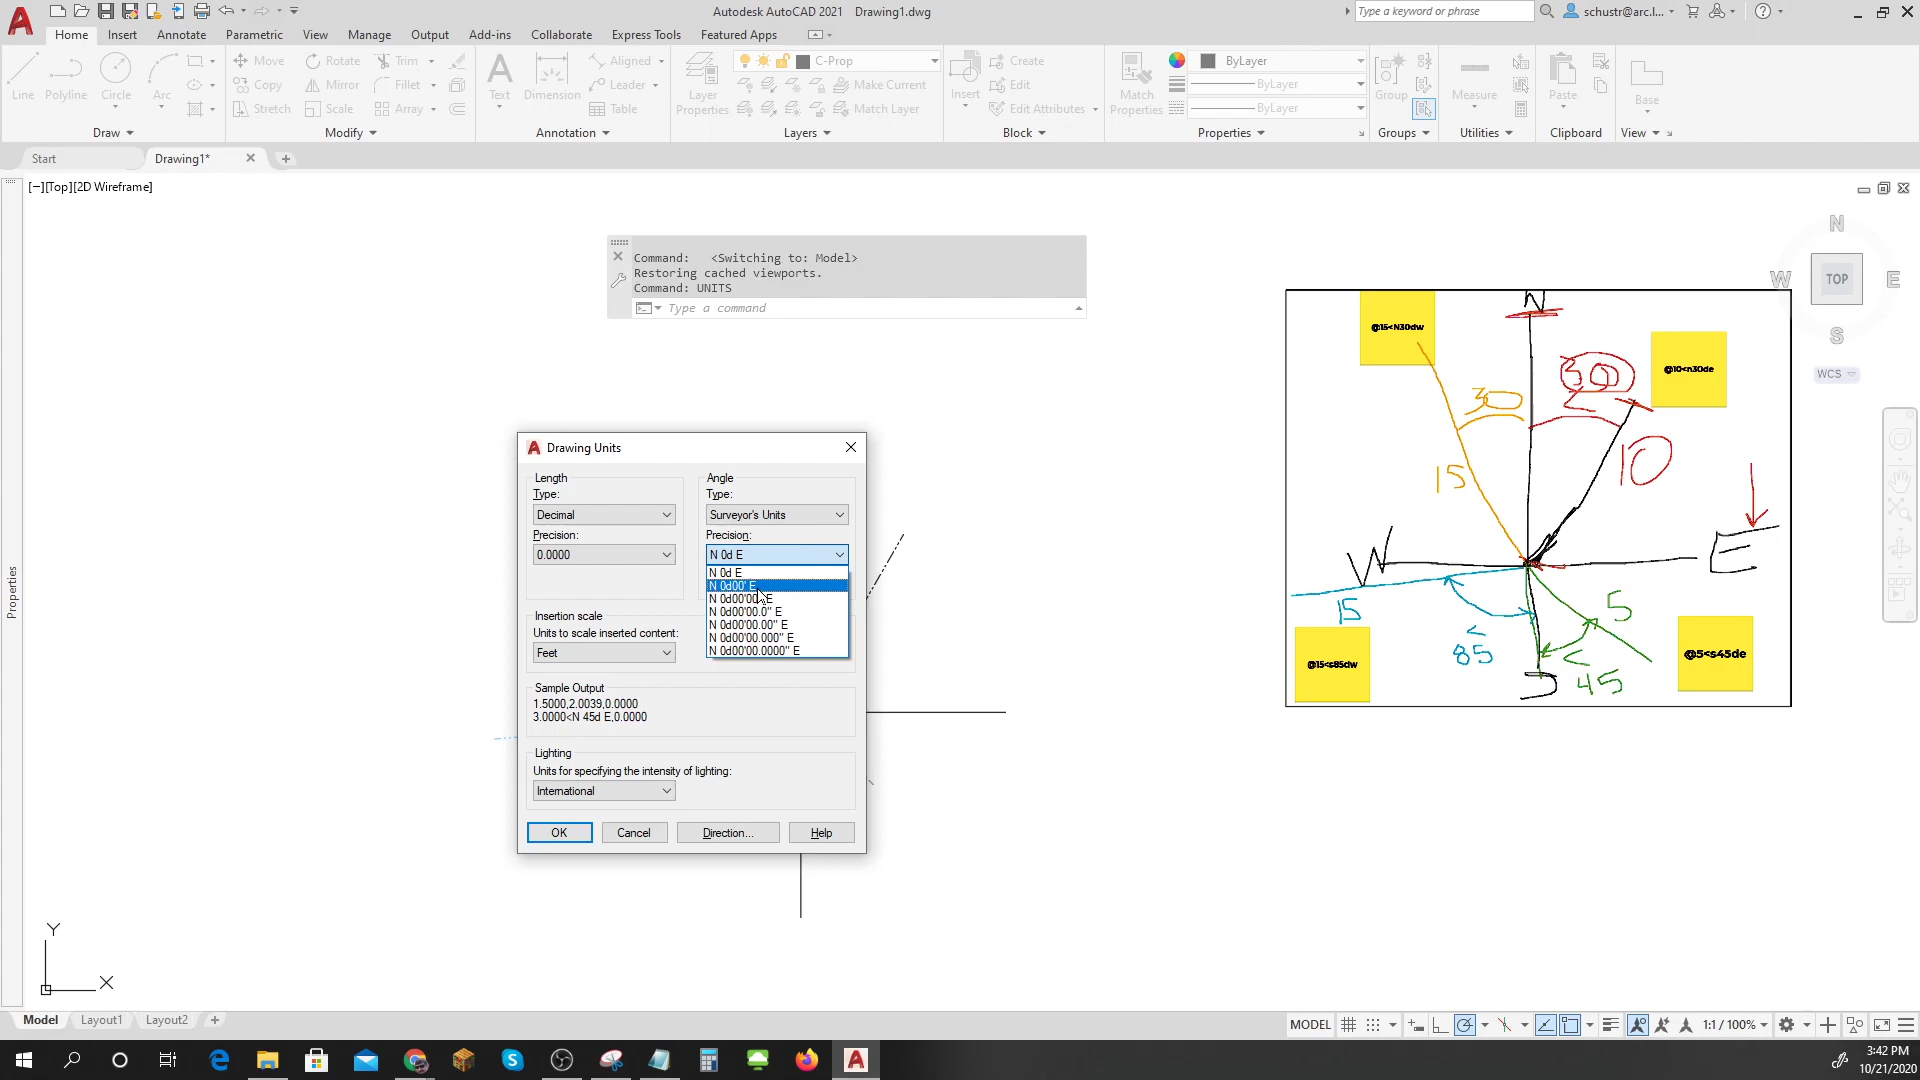 Autodesk AutoCAD 2021 Drawing1.dwg
Type a keyword or phrase
schustr@arc.l...
Home Insert Annotate Parametric View Manage Output Add-ins Collaborate Express Tools Featured Apps
Line Polyline Circle Arc
Move Rotate Trim
Copy Mirror Fillet
Stretch Scale Array
Text Dimension
Aligned
Leader
Table
Layer Properties
C-Prop
Make Current
Match Layer
Insert
Create
Edit
Edit Attributes
Match Properties
ByLayer
ByLayer
ByLayer
Group
Measure
Paste
Base
Draw Modify Annotation Layers Block Properties Groups Utilities Clipboard View
Start Drawing1*
[−][Top][2D Wireframe]
Command: <Switching to: Model>
Restoring cached viewports.
Command: UNITS
Type a command
N
W TOP E
S
WCS
Properties
Drawing Units
Length
Type:
Decimal
Precision:
0.0000
Angle
Type:
Surveyor's Units
Precision:
N 0d E
N 0d E
N 0d00' E
N 0d00'00" E
N 0d00'00.0" E
N 0d00'00.00" E
N 0d00'00.000" E
N 0d00'00.0000" E
Insertion scale
Units to scale inserted content:
Feet
Sample Output
1.5000,2.0039,0.0000
3.0000<N 45d E,0.0000
Lighting
Units for specifying the intensity of lighting:
International
OK Cancel Direction... Help
@15<N30dw
N
@10<n30de
30
30
<
15
10
W
E
15
<
85
5
<
45
@15<s85dw
@5<s45de
Y
X
Model Layout1 Layout2
MODEL
1:1 / 100%
3:42 PM
10/21/2020